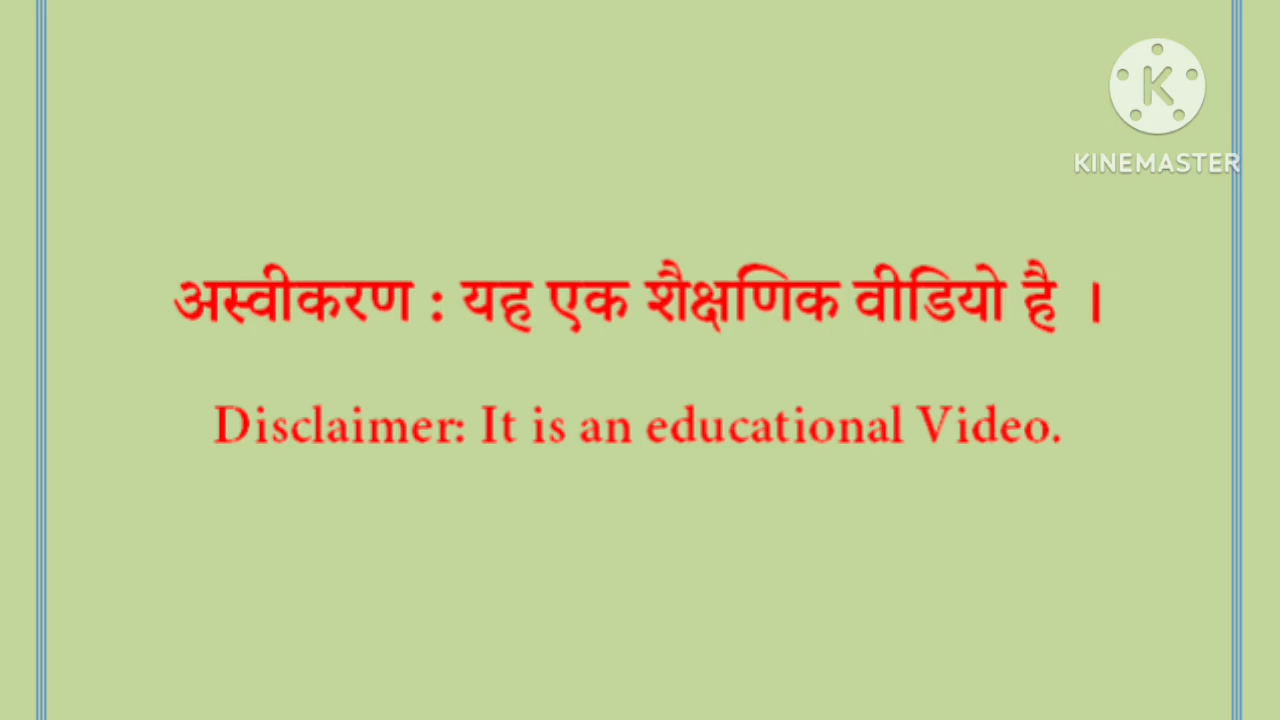 K
KINEMASTER
अस्वीकरण : यह एक शैक्षणिक वीडियो है ।
Disclaimer: It is an educational Video.